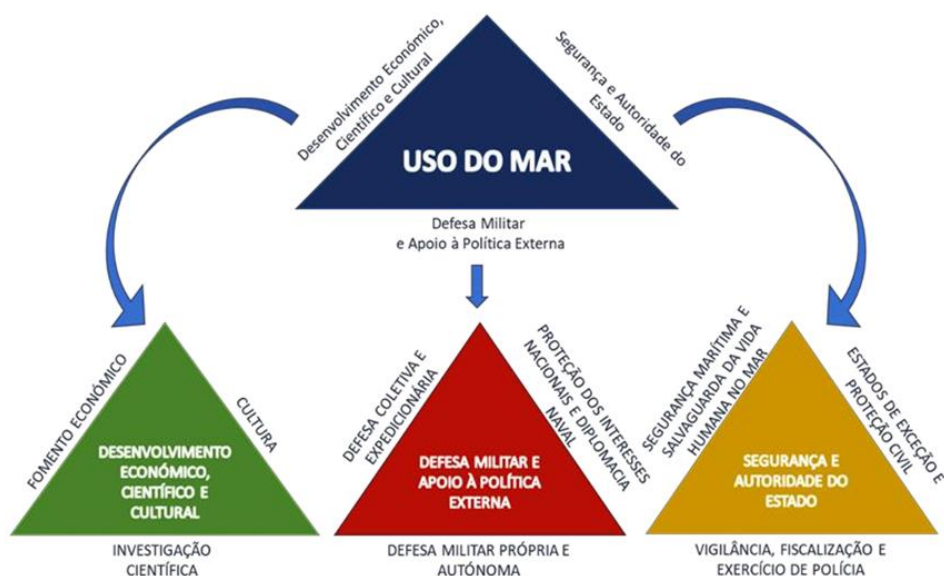 Desenvolvimento Económico,
Científico e Cultural
Segurança e Autoridade do
Estado
USO DO MAR
Defesa Militar
e Apoio à Política Externa
FOMENTO ECONÓMICO
CULTURA
DESENVOLVIMENTO
ECONÓMICO,
CIENTÍFICO E
CULTURAL
INVESTIGAÇÃO
CIENTÍFICA
DEFESA COLETIVA E
EXPEDICIONÁRIA
PROTEÇÃO DOS INTERESSES
NACIONAIS E DIPLOMACIA
NAVAL
DEFESA MILITAR E
APOIO À POLÍTICA
EXTERNA
DEFESA MILITAR PRÓPRIA E
AUTÓNOMA
SEGURANÇA MARÍTIMA E
SALVAGUARDA DA VIDA
HUMANA NO MAR
ESTADOS DE EXCEÇÃO E
PROTEÇÃO CIVIL
SEGURANÇA E
AUTORIDADE DO
ESTADO
VIGILÂNCIA, FISCALIZAÇÃO E
EXERCÍCIO DE POLÍCIA